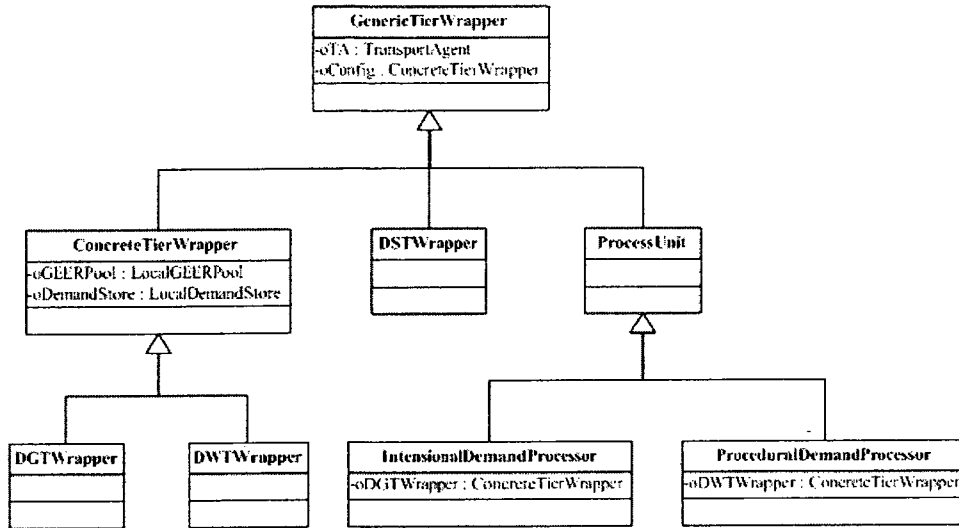 GenericTierWrapper
-oTA : TransportAgent
-oConfig : ConcreteTierWrapper
ConcreteTierWrapper
-oGEERPool : LocalGEERPool
-oDemandStore : LocalDemandStore
DSTWrapper
ProcessUnit
DGTWrapper
DWTWrapper
IntensionalDemandProcessor
-oDGTWrapper : ConcreteTierWrapper
ProceduralDemandProcessor
-oDWTWrapper : ConcreteTierWrapper